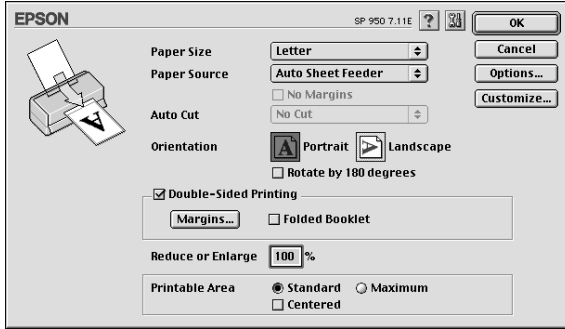 EPSON SP 950 7.11E ? OK
Paper Size Letter Cancel
Paper Source Auto Sheet Feeder Options...
No Margins Customize...
Auto Cut No Cut
Orientation A Portrait A Landscape
Rotate by 180 degrees
Double-Sided Printing
Margins... Folded Booklet
Reduce or Enlarge 100 %
Printable Area Standard Maximum
Centered
A